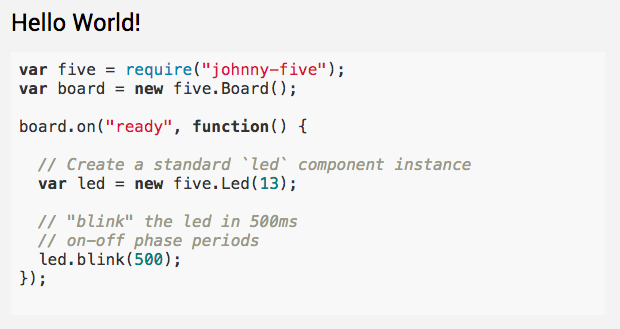 Hello World!
var five = require("johnny-five");
var board = new five.Board();
board.on("ready", function() {
// Create a standard `led` component instance
var led = new five.Led(13);
// "blink" the led in 500ms
// on-off phase periods
led.blink(500);
});